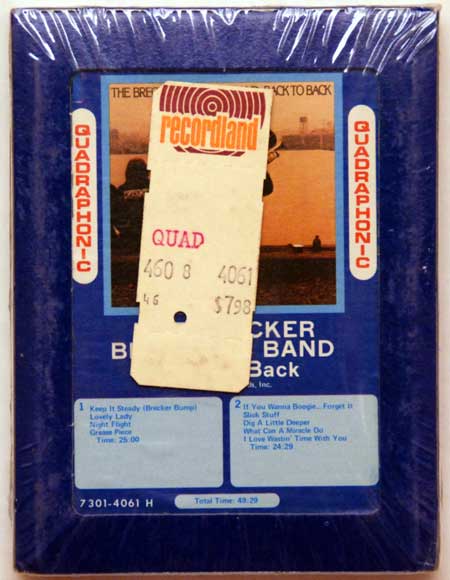 THE BRE
BACK TO BACK
recordland
QUADRAPHONIC
QUADRAPHONIC
QUAD
460 8 4061
46 $7.98
CKER
B BAND
Back
Inc.
1 Keep It Steady (Brecker Bump)
Lovely Lady
Night Flight
Grease Piece
Time: 25:00
2 If You Wanna Boogie... Forget It
Slick Stuff
Dig A Little Deeper
What Can A Miracle Do
I Love Wastin' Time With You
Time: 24:29
7301-4061 H
Total Time: 49:29